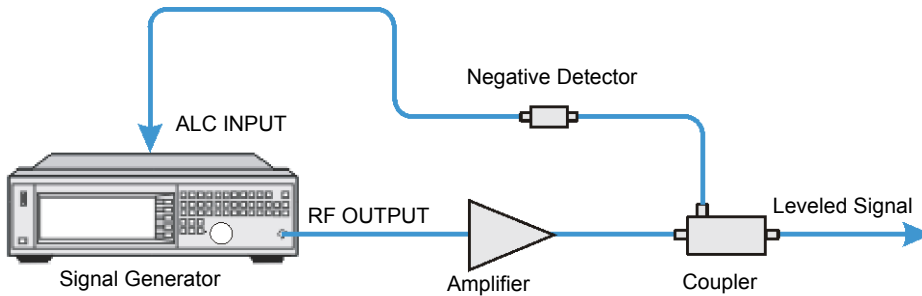 Negative Detector
ALC INPUT
RF OUTPUT
Leveled Signal
Signal Generator
Amplifier
Coupler